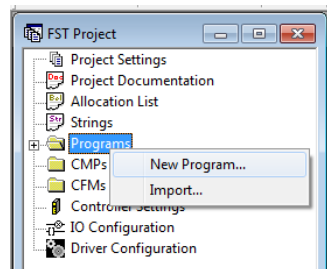 FST Project
Project Settings
Project Documentation
Allocation List
Strings
Programs
CMPs
New Program...
CFMs
Import...
Controller Settings
IO Configuration
Driver Configuration